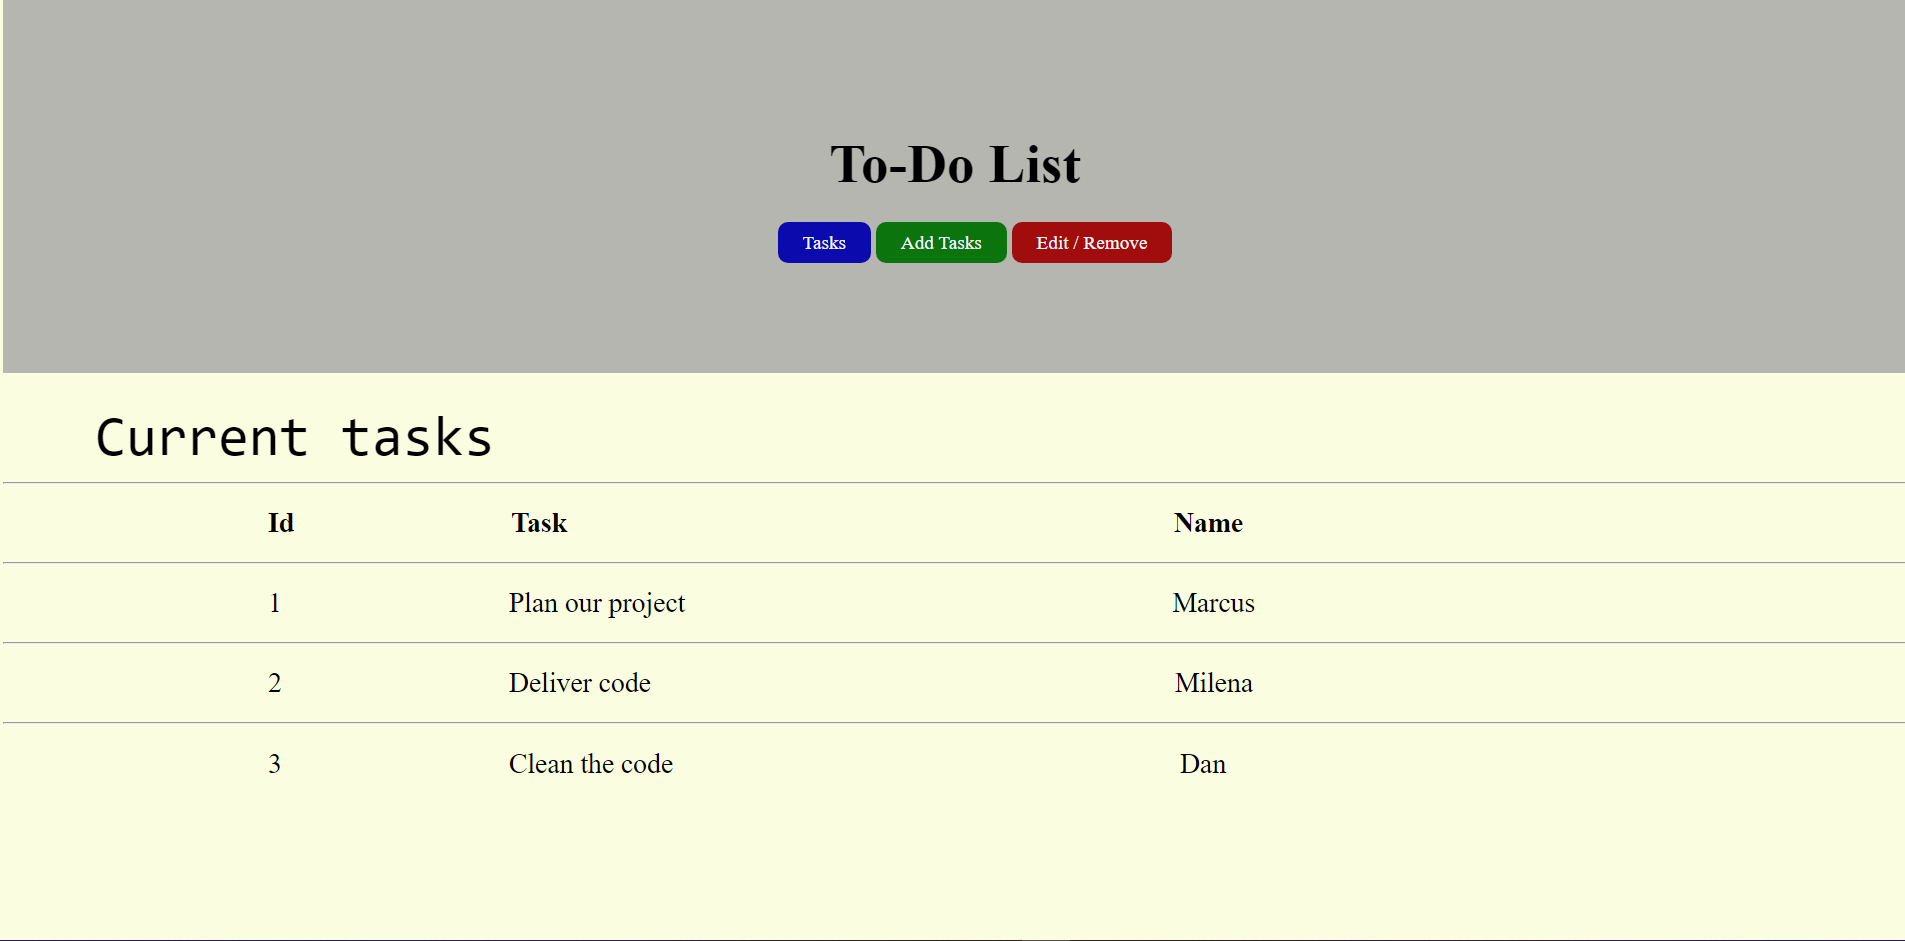 To-Do List
Tasks Add Tasks Edit / Remove
Current tasks
Id Task Name
1 Plan our project Marcus
2 Deliver code Milena
3 Clean the code Dan